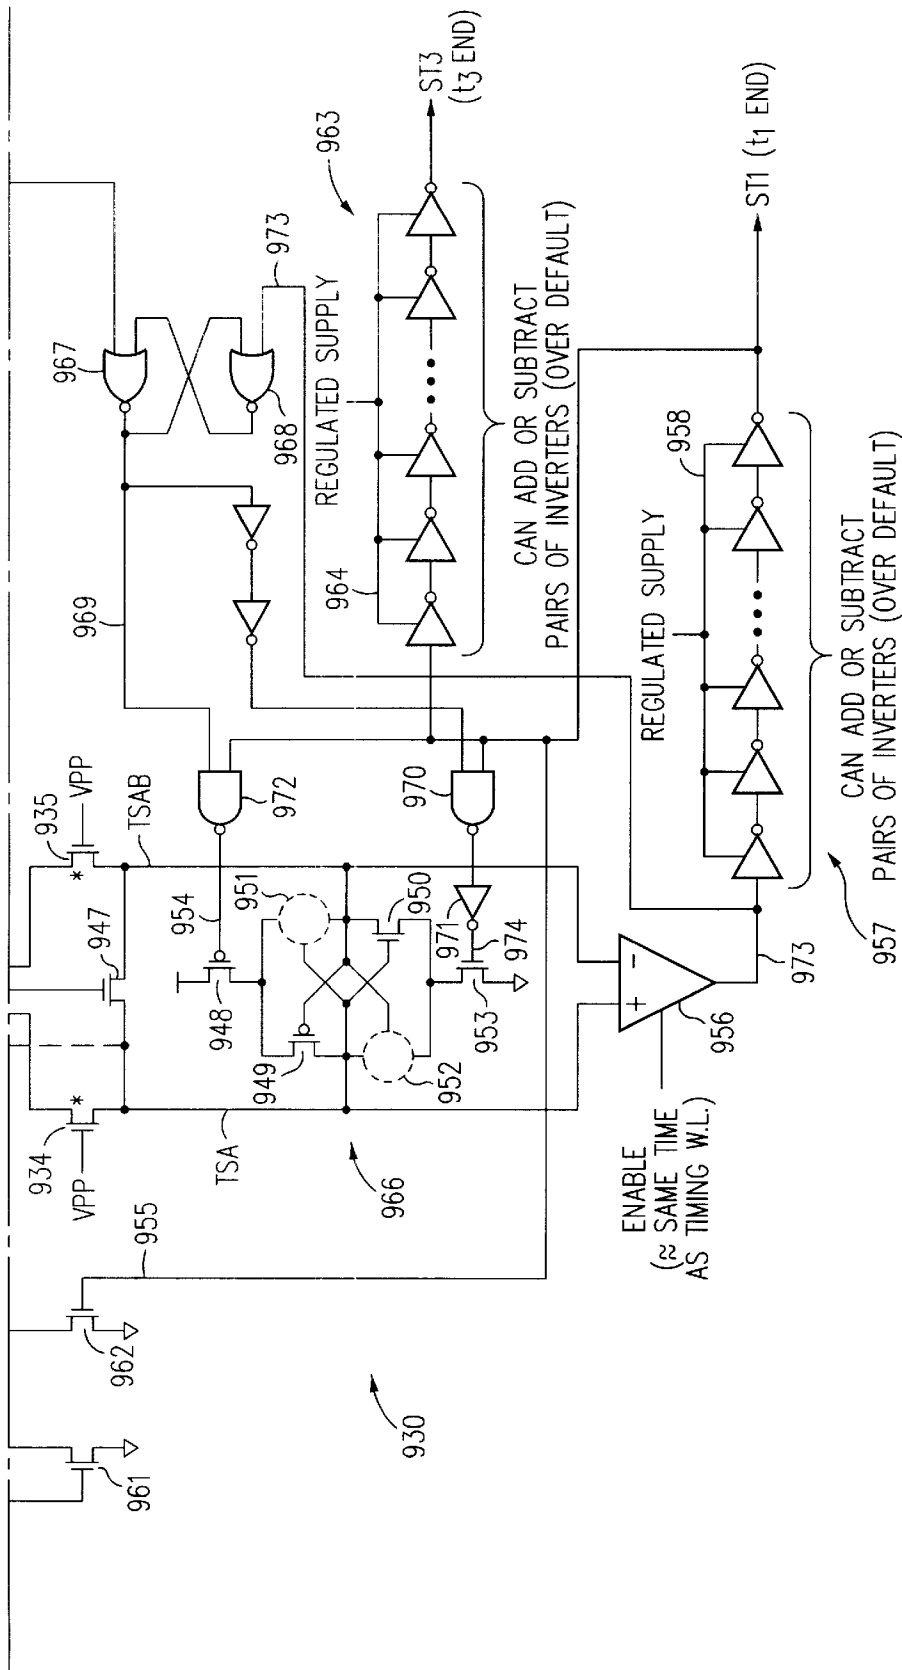 961
962
955
930
VPP
934
*
947
935
*
VPP
TSA
TSAB
966
954
948
949
951
950
952
953
971
974
972
970
969
967
968
973
REGULATED SUPPLY
964
963
ST3
(t3 END)
CAN ADD OR SUBTRACT
PAIRS OF INVERTERS (OVER DEFAULT)
ENABLE
(≈ SAME TIME
AS TIMING W.L.)
+
−
956
973
957
REGULATED SUPPLY
958
ST1 (t1 END)
CAN ADD OR SUBTRACT
PAIRS OF INVERTERS (OVER DEFAULT)